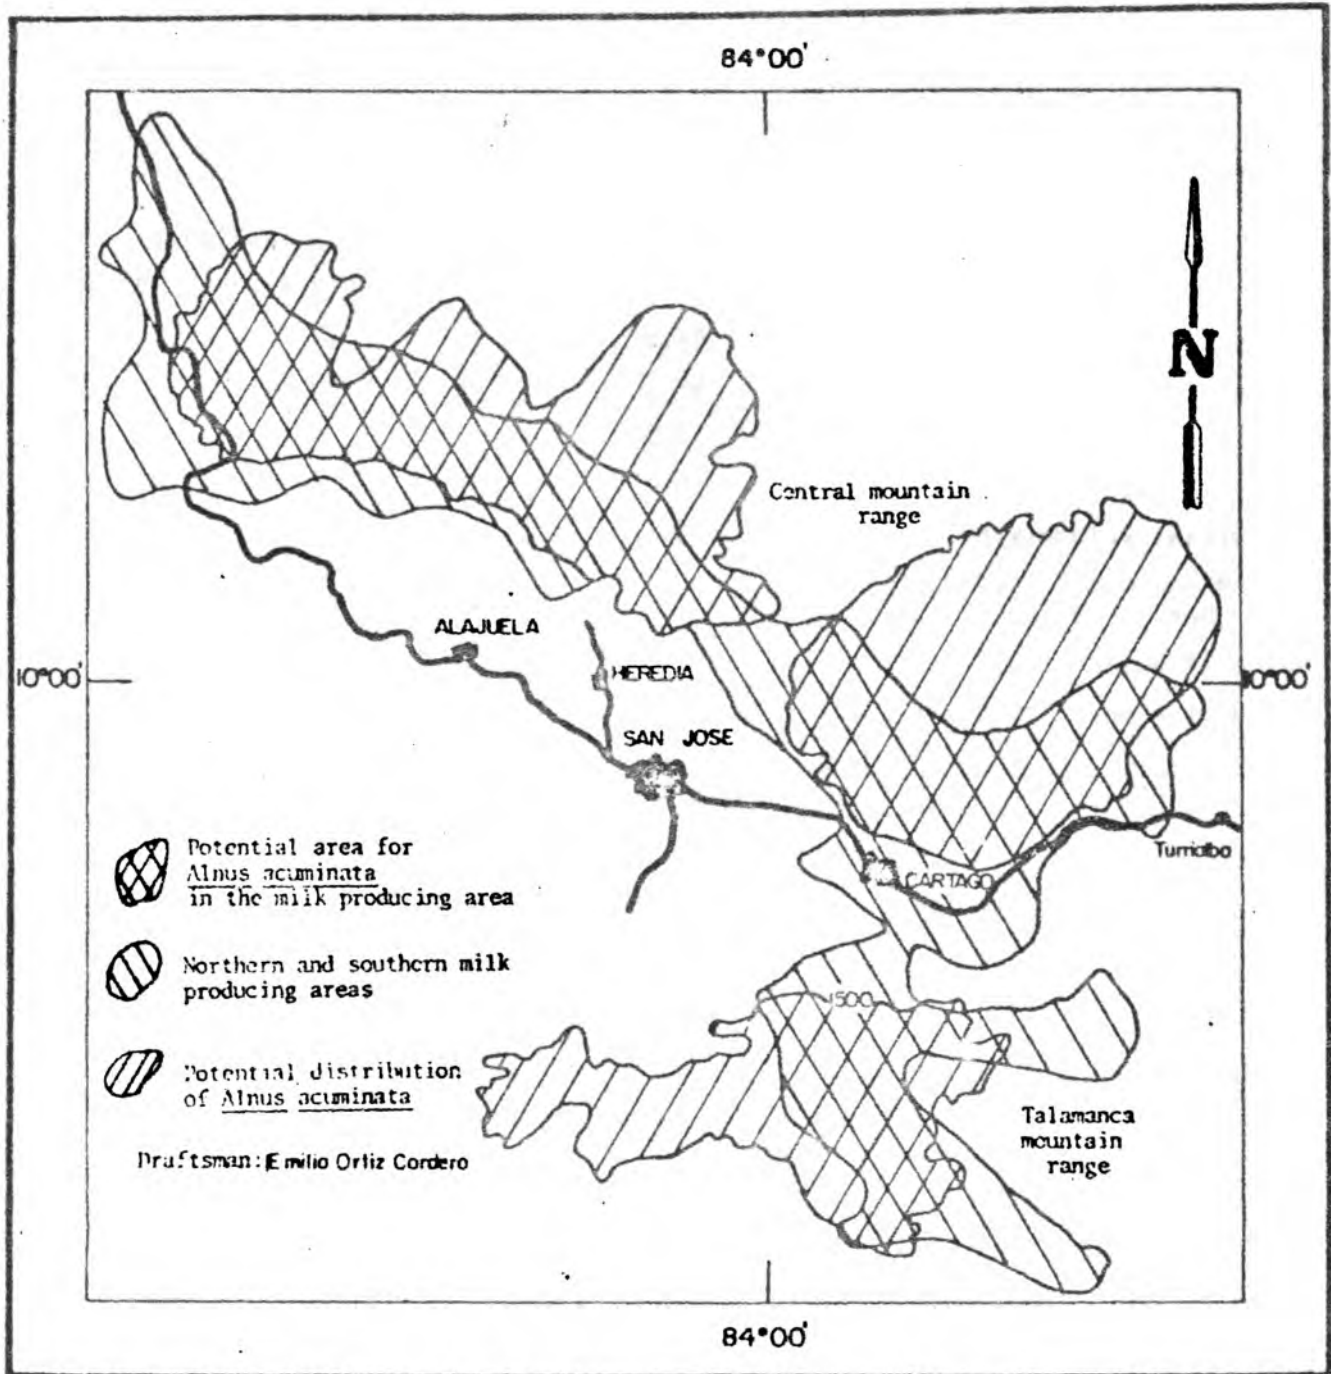 84°00'
N
Central mountain
range
ALAJUELA
10°00'
HEREDIA
10°00'
SAN JOSE
Potential area for
Alnus acuminata
in the milk producing area
Turrialba
CARTAGO
Northern and southern milk
producing areas
1500
Potential distribution
of Alnus acuminata
Talamanca
mountain
range
Draftsman: Emilio Ortiz Cordero
84°00'